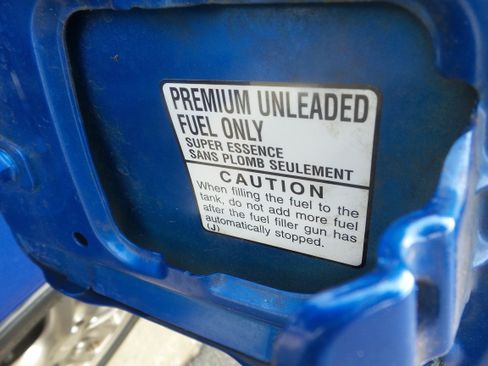 PREMIUM UNLEADED
FUEL ONLY
SUPER ESSENCE
SANS PLOMB SEULEMENT
CAUTION
When filling the fuel to the
tank, do not add more fuel
after the fuel filler gun has
automatically stopped.
(J)